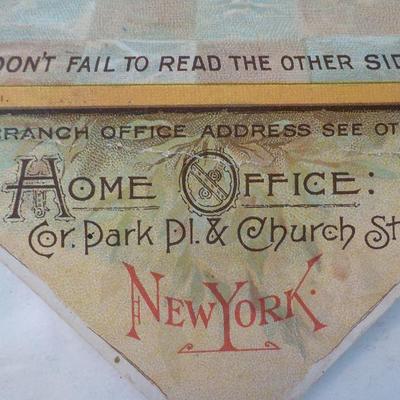 DON'T FAIL TO READ THE OTHER SID
BRANCH OFFICE ADDRESS SEE OT
HOME OFFICE:
Cor. Park Pl. & Church St
NEW YORK.